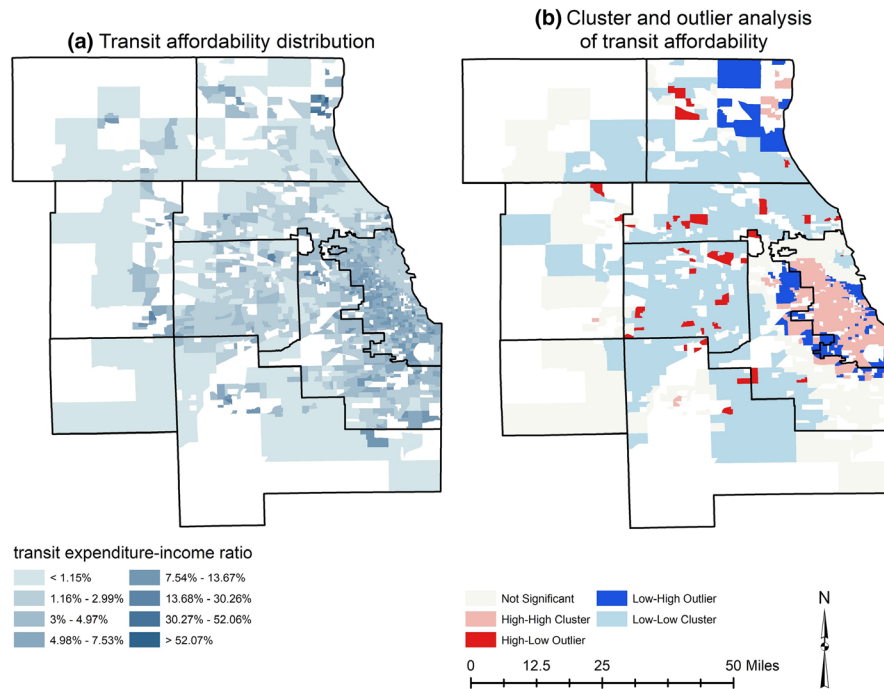 (a) Transit affordability distribution
(b) Cluster and outlier analysis
of transit affordability
transit expenditure-income ratio
< 1.15%
1.16% - 2.99%
3% - 4.97%
4.98% - 7.53%
7.54% - 13.67%
13.68% - 30.26%
30.27% - 52.06%
> 52.07%
Not Significant
High-High Cluster
High-Low Outlier
Low-High Outlier
Low-Low Cluster
0 12.5 25 50 Miles
N